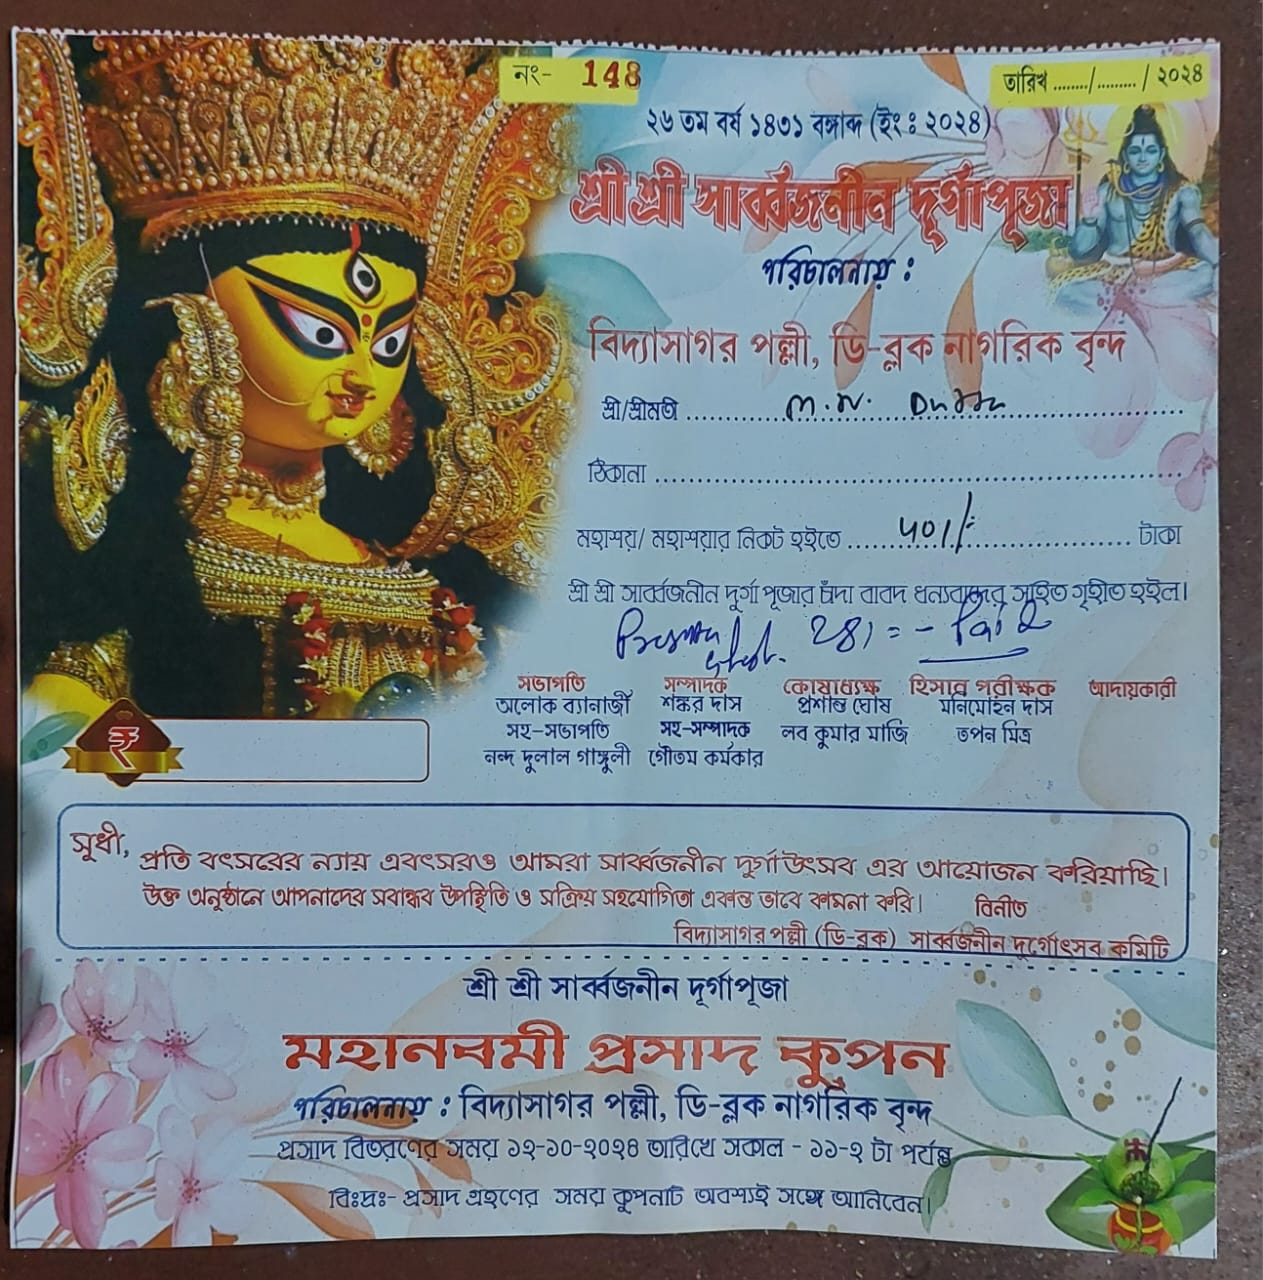 নং- 148
তারিখ ......../......... / ২০২৪
২৬ তম বর্ষ ১৪৩১ বঙ্গাব্দ (ইং : ২০২৪)
শ্রী শ্রী সার্ব্বজনীন দূর্গাপূজা
পরিচালনায় :
বিদ্যাসাগর পল্লী, ডি-ব্লক নাগরিক বৃন্দ
শ্রী/শ্রীমতী M.N. Dutta
ঠিকানা
মহাশয়/ মহাশয়ার নিকট হইতে ৫০১/- টাকা
শ্রী শ্রী সার্ব্বজনীন দুর্গা পূজার চাঁদা বাবদ ধন্যবাদের সহিত গৃহীত হইল।
281 = - Paid
সভাপতি সম্পাদক কোষাধ্যক্ষ হিসাব পরীক্ষক আদায়কারী
অলোক ব্যানার্জী শঙ্কর দাস প্রশান্ত ঘোষ মনিমোহন দাস
সহ-সভাপতি সহ-সম্পাদক লব কুমার মাজি তপন মিত্র
নন্দ দুলাল গাঙ্গুলী গৌতম কর্মকার
₹
সুধী,
প্রতি বৎসরের ন্যায় এবৎসরও আমরা সার্ব্বজনীন দুর্গাউৎসব এর আয়োজন করিয়াছি।
উক্ত অনুষ্ঠানে আপনাদের সবান্ধব উপস্থিতি ও সক্রিয় সহযোগিতা একান্ত ভাবে কামনা করি। বিনীত
বিদ্যাসাগর পল্লী (ডি-ব্লক) সার্ব্বজনীন দুর্গোৎসব কমিটি
শ্রী শ্রী সার্ব্বজনীন দূর্গাপূজা
মহানবমী প্রসাদ কুপন
পরিচালনায় : বিদ্যাসাগর পল্লী, ডি-ব্লক নাগরিক বৃন্দ
প্রসাদ বিতরণের সময় ১২-১০-২০২৪ তারিখে সকাল - ১১-২ টা পর্যন্ত
বিঃদ্রঃ- প্রসাদ গ্রহণের সময় কুপনটি অবশ্যই সঙ্গে আনিবেন।